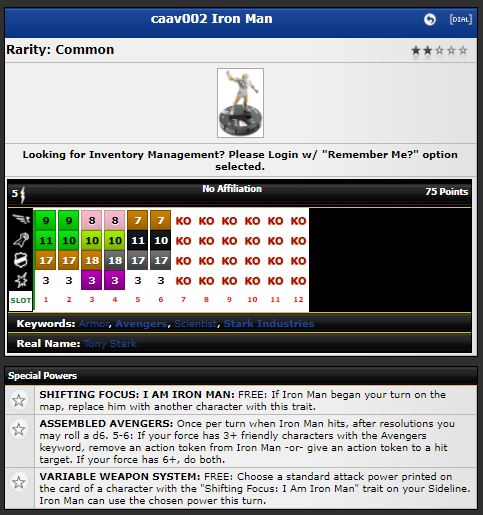 caav002 Iron Man
[DIAL]
Rarity: Common
Looking for Inventory Management? Please Login w/ "Remember Me?" option
selected.
5
No Affiliation
75 Points
9 9 8 8 7 7 KO KO KO KO KO KO
11 10 10 10 11 10 KO KO KO KO KO KO
17 17 18 18 17 17 KO KO KO KO KO KO
3 3 3 3 3 3 KO KO KO KO KO KO
SLOT 1 2 3 4 5 6 7 8 9 10 11 12
Keywords: Armor, Avengers, Scientist, Stark Industries
Real Name: Tony Stark
Special Powers
SHIFTING FOCUS: I AM IRON MAN: FREE: If Iron Man began your turn on the
map, replace him with another character with this trait.
ASSEMBLED AVENGERS: Once per turn when Iron Man hits, after resolutions you
may roll a d6. 5-6: If your force has 3+ friendly characters with the Avengers
keyword, remove an action token from Iron Man -or- give an action token to a hit
target. If your force has 6+, do both.
VARIABLE WEAPON SYSTEM: FREE: Choose a standard attack power printed
on the card of a character with the "Shifting Focus: I Am Iron Man" trait on your Sideline.
Iron Man can use the chosen power this turn.